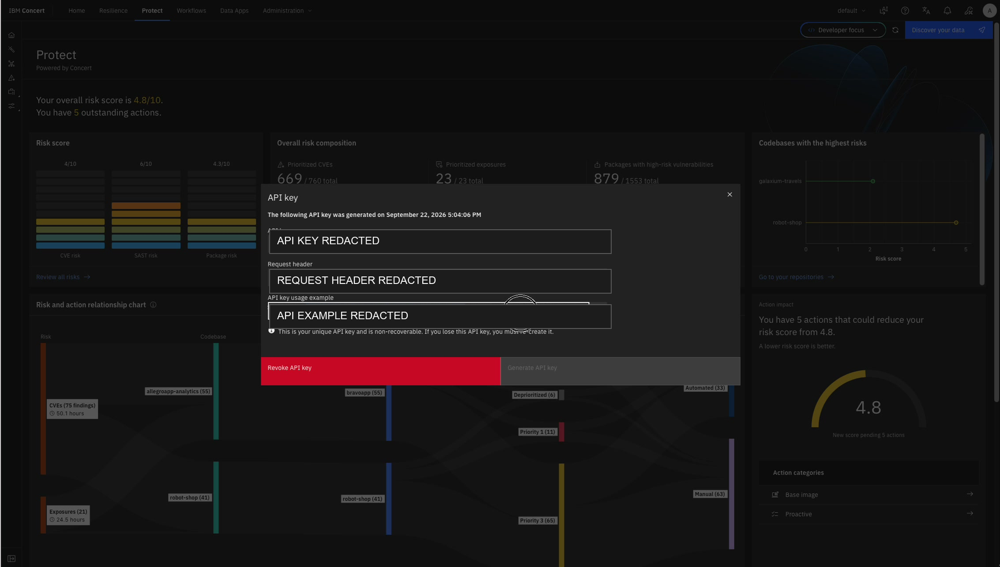 IBM Concert
Home
Resilience
Protect
Workflows
Data Apps
Administration
default
A
Developer focus
Discover your data
Protect
Powered by Concert
Your overall risk score is 4.8/10.
You have 5 outstanding actions.
Risk score
4/10
6/10
4.3/10
CVE risk
SAST risk
Package risk
Review all risks
Overall risk composition
Prioritized CVEs
669 / 760 total
Prioritized exposures
23 / 23 total
Packages with high-risk vulnerabilities
879 / 1553 total
Codebases with the highest risks
galaxium-travels
robot-shop
0 1 2 3 4 5
Risk score
Go to your repositories
API key
The following API key was generated on September 22, 2026 5:04:06 PM
API KEY REDACTED
Request header
REQUEST HEADER REDACTED
API key usage example
API EXAMPLE REDACTED
This is your unique API key and is non-recoverable. If you lose this API key, you must re-create it.
Revoke API key
Generate API key
Risk and action relationship chart
Risk
Codebase
CVEs (75 findings)
50.1 hours
Exposures (21)
24.5 hours
allegroapp-analytics (55)
robot-shop (41)
bravoapp (55)
robot-shop (41)
Deprioritized (6)
Priority 1 (11)
Priority 3 (65)
Automated (33)
Manual (63)
Action impact
You have 5 actions that could reduce your
risk score from 4.8.
A lower risk score is better.
4.8
New score pending 5 actions
Action categories
Base image
Proactive